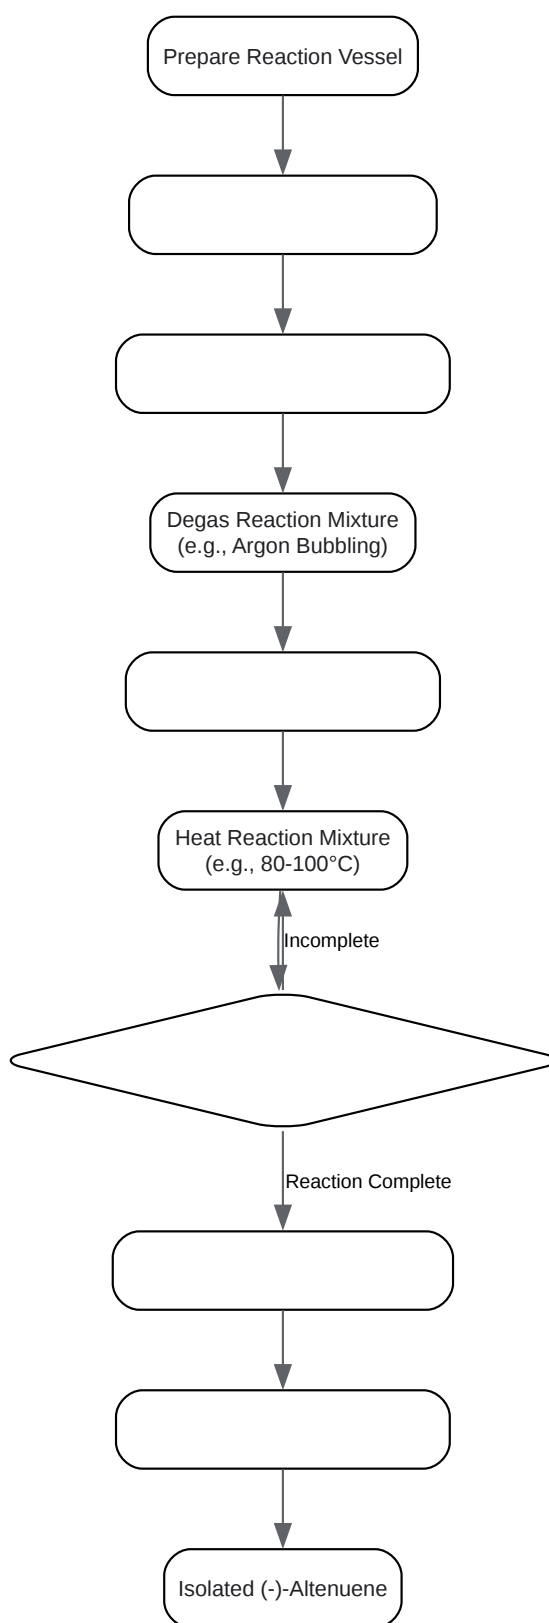 Prepare Reaction Vessel
Degas Reaction Mixture
(e.g., Argon Bubbling)
Heat Reaction Mixture
(e.g., 80-100°C)
Incomplete
Reaction Complete
Isolated (-)-Altenuene